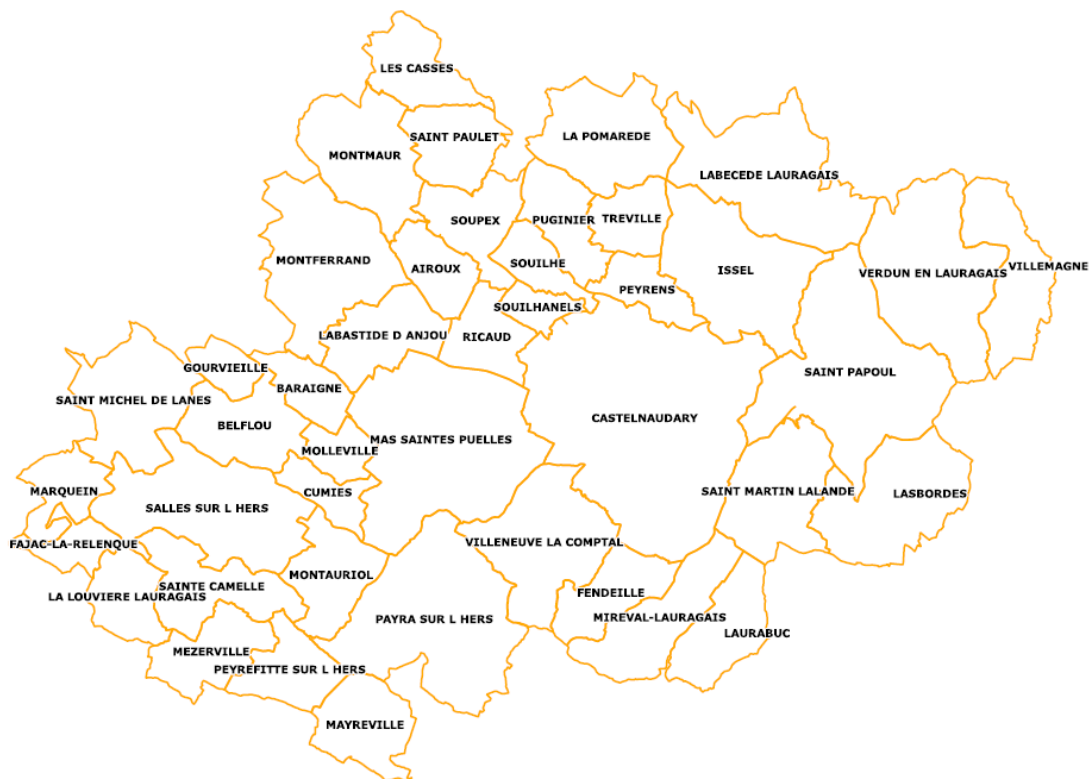 LES CASSES
SAINT PAULET
LA POMAREDE
MONTMAUR
LABECEDE LAURAGAIS
SOUPEX
PUGINIER
TREVILLE
MONTFERRAND
AIROUX
SOUILHE
ISSEL
VERDUN EN LAURAGAIS
VILLEMAGNE
PEYRENS
SOUILHANELS
LABASTIDE D ANJOU
RICAUD
GOURVIEILLE
SAINT PAPOUL
BARAIGNE
SAINT MICHEL DE LANES
BELFLOU
CASTELNAUDARY
MAS SAINTES PUELLES
MOLLEVILLE
MARQUEIN
CUMIES
SAINT MARTIN LALANDE
LASBORDES
SALLES SUR L HERS
FAJAC-LA-RELENQUE
VILLENEUVE LA COMPTAL
MONTAURIOL
SAINTE CAMELLE
LA LOUVIERE LAURAGAIS
FENDEILLE
PAYRA SUR L HERS
MIREVAL-LAURAGAIS
LAURABUC
MEZERVILLE
PEYREFITTE SUR L HERS
MAYREVILLE